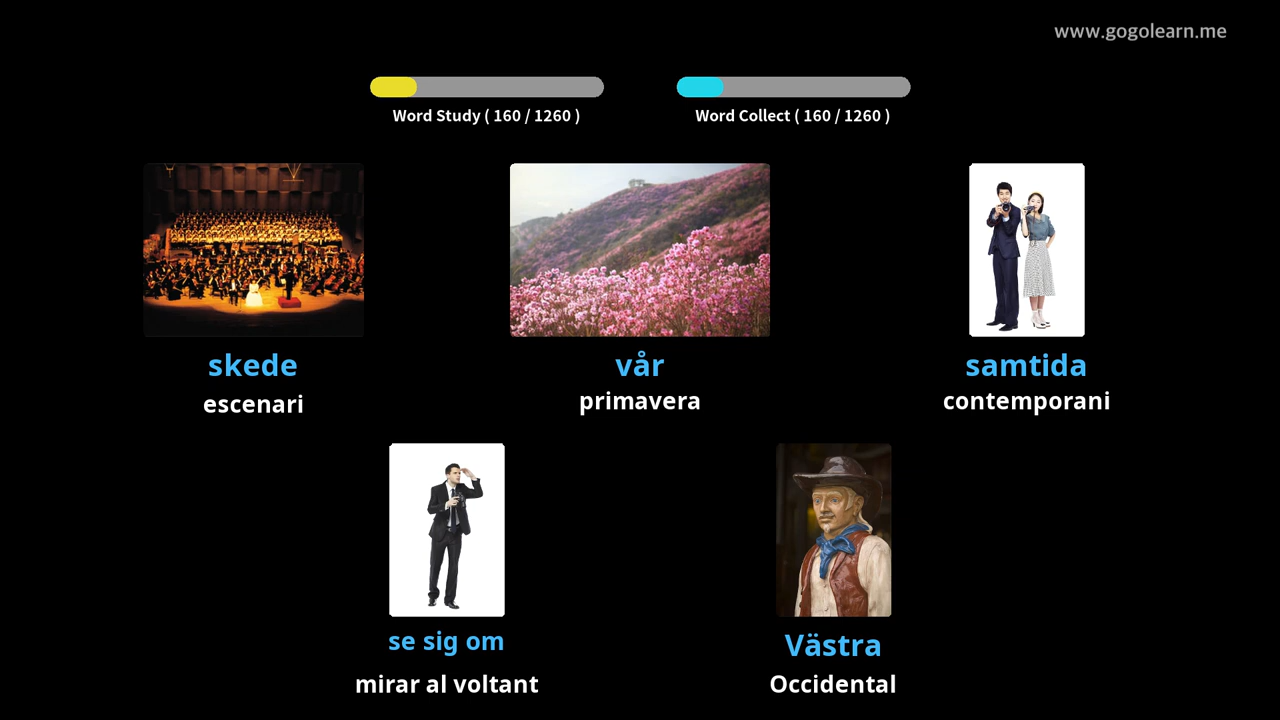 www.gogolearn.me
Word Study ( 160 / 1260 )
Word Collect ( 160 / 1260 )
skede
escenari
vår
primavera
samtida
contemporani
se sig om
mirar al voltant
Västra
Occidental